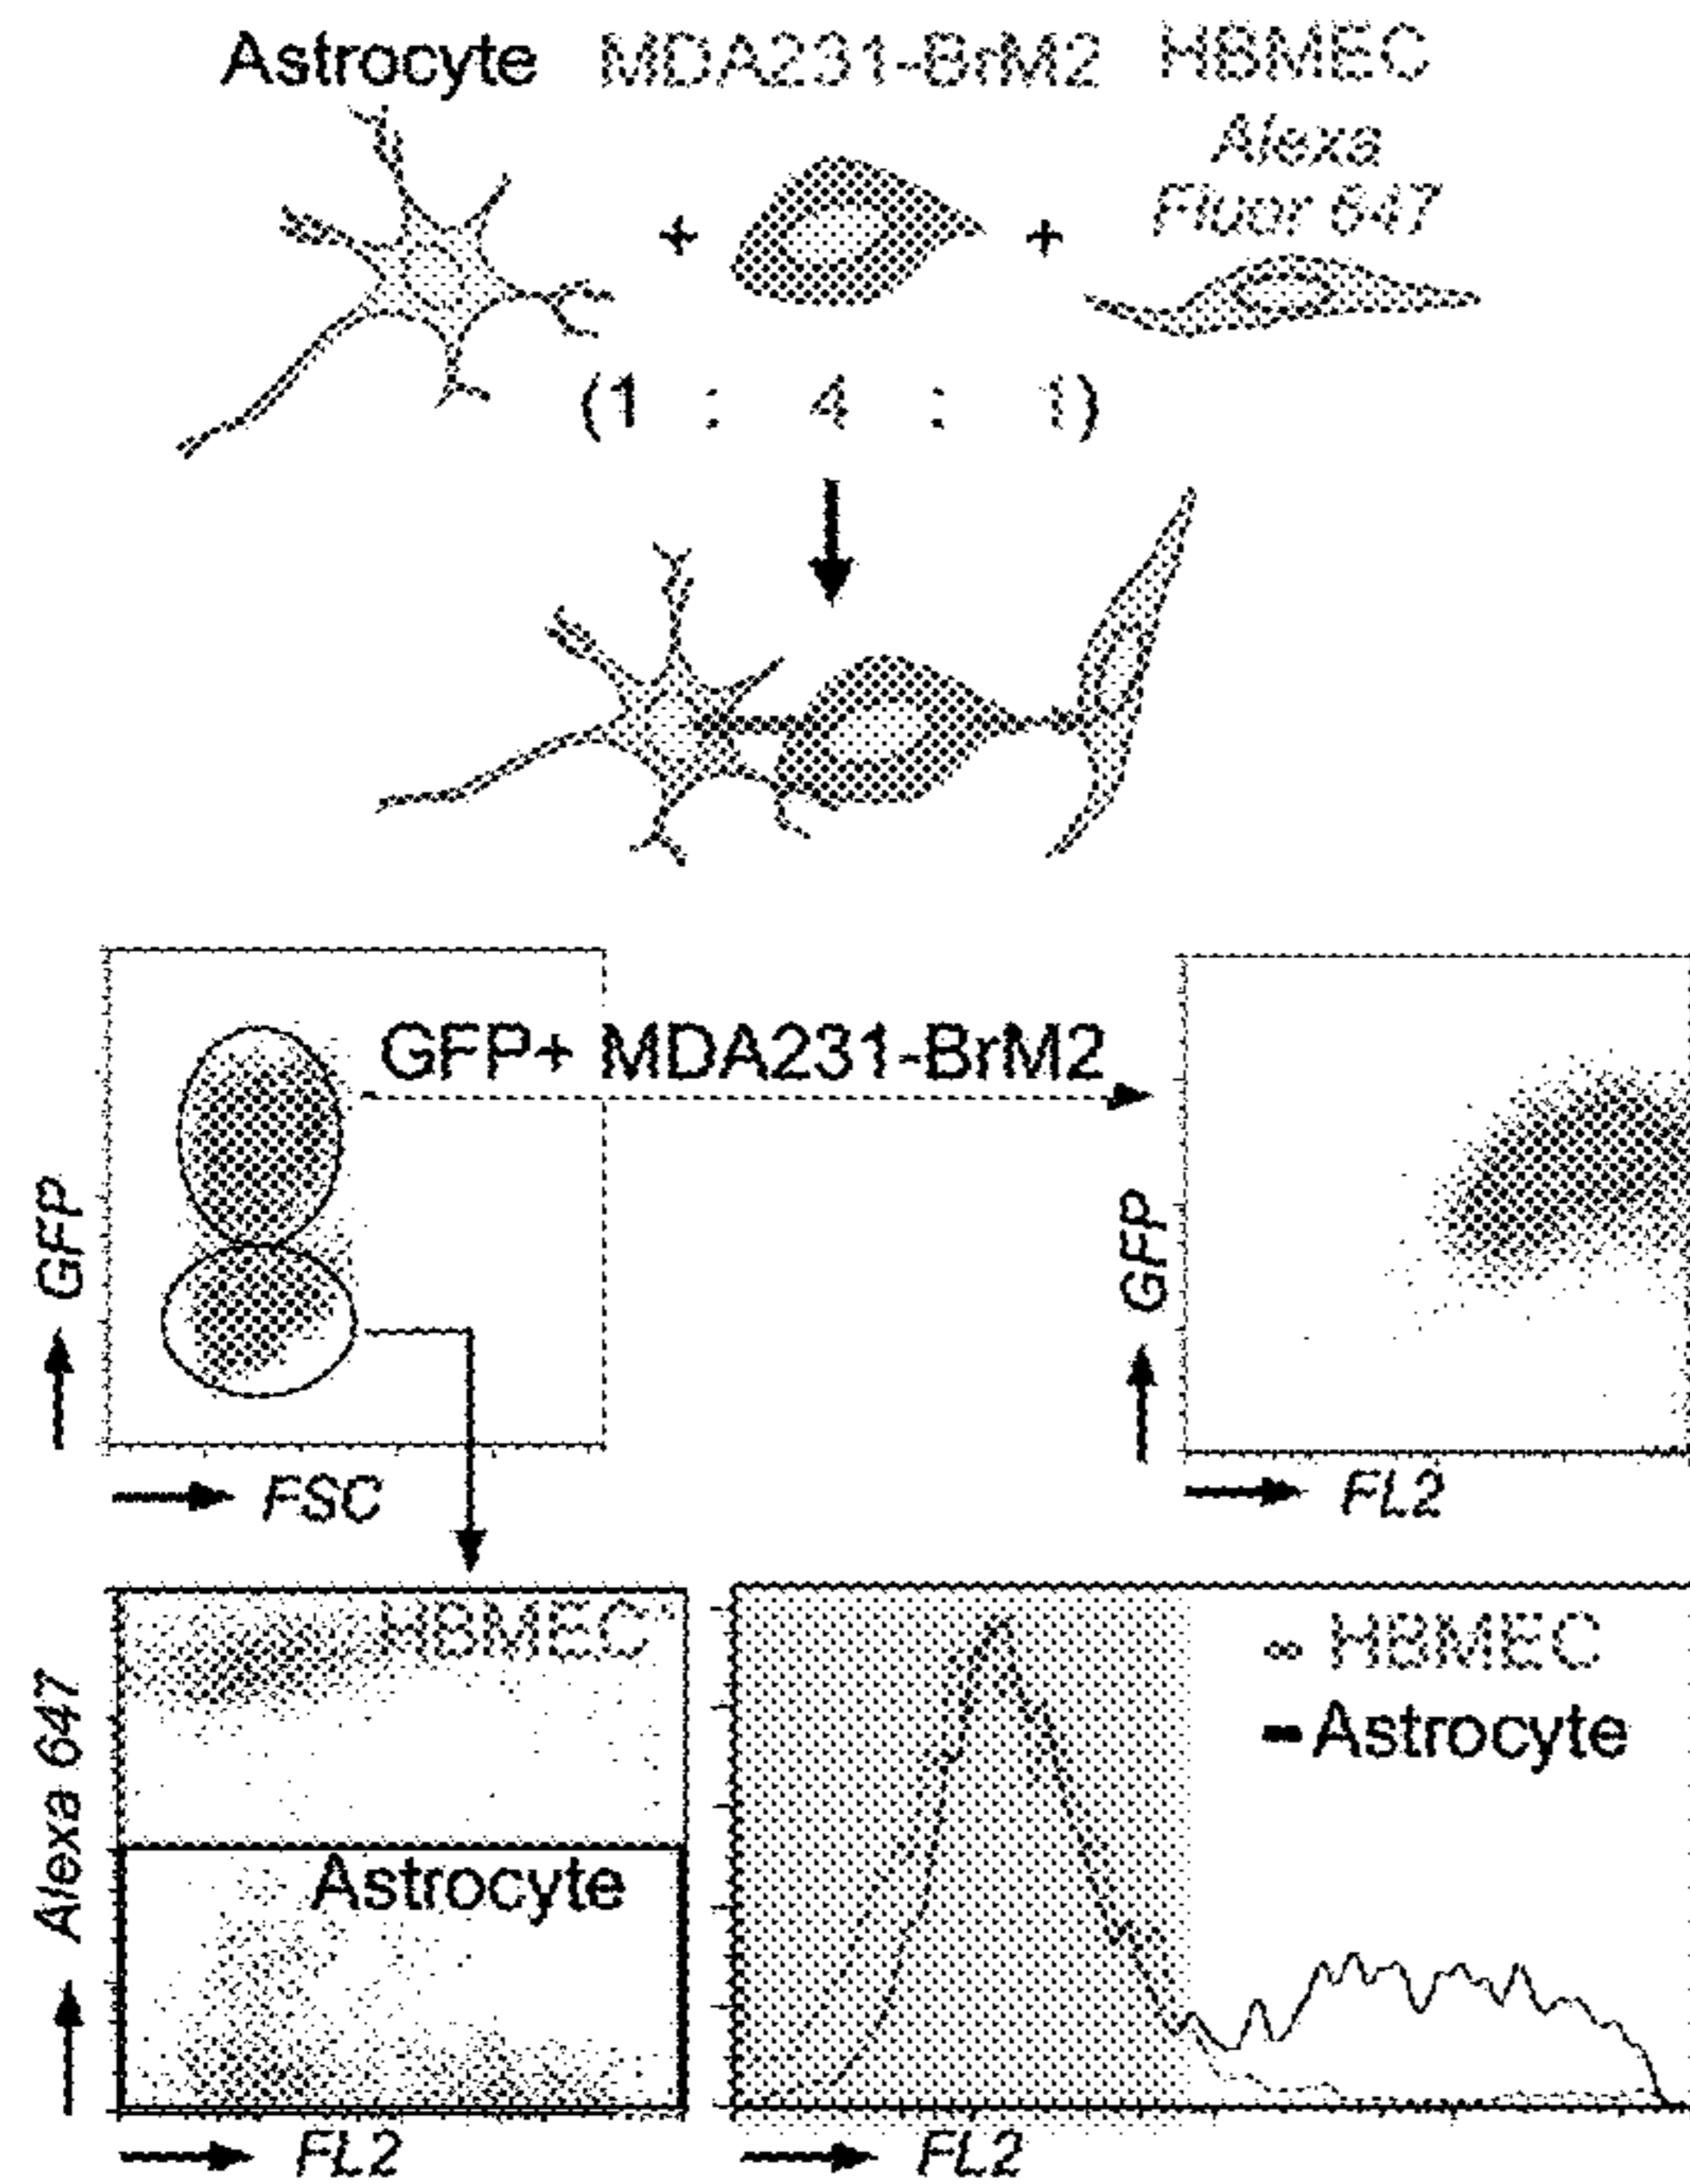 Astrocyte MDA231-BrM2 HBMEC
Alexa
Fluor 647
+ +
(1 : 4 : 1)
GFP+ MDA231-BrM2
GFP
FSC
GFP
FL2
HBMEC
Astrocyte
Alexa 647
FL2
HBMEC
Astrocyte
FL2